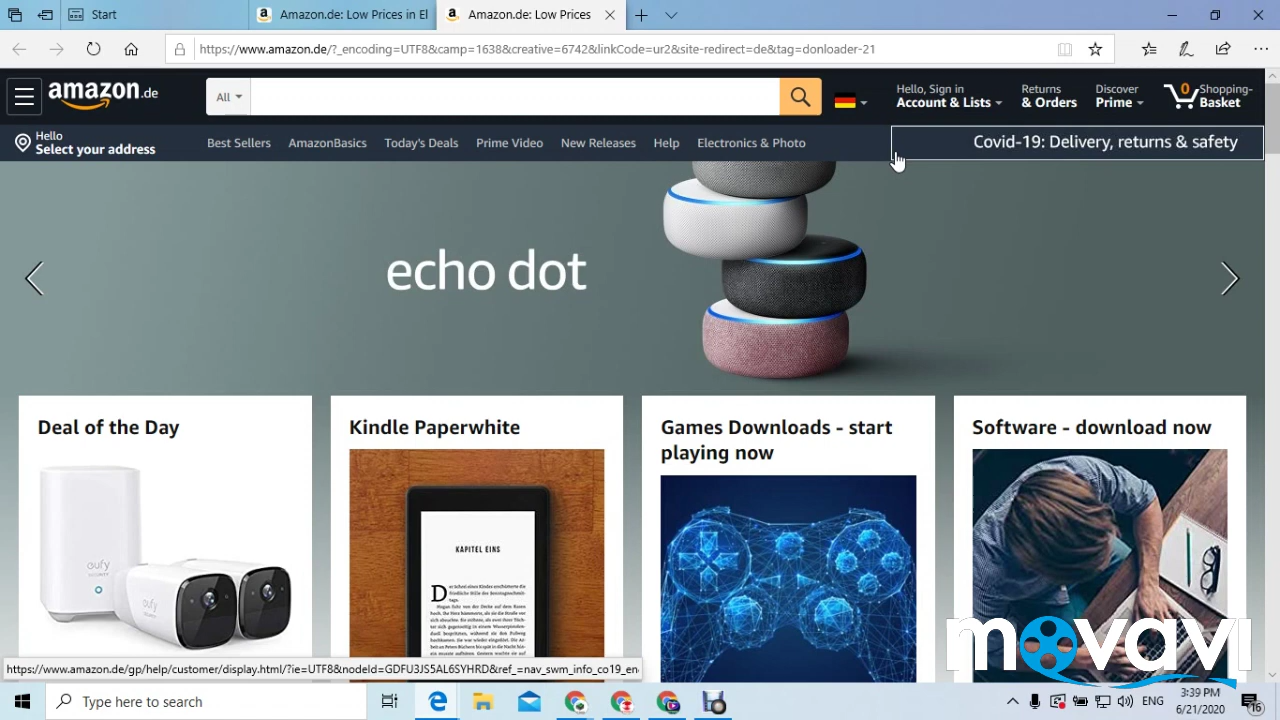 Start
Amazon.de: Low Prices in El
Amazon.de: Low Prices
https://www.amazon.de/?_encoding=UTF8&camp=1638&creative=6742&linkCode=ur2&site-redirect=de&tag=donloader-21
amazon.de
All
Hello, Sign in
Account & Lists
Returns
& Orders
Discover
Prime
0
Shopping-
Basket
Hello
Select your address
Best Sellers
AmazonBasics
Today's Deals
Prime Video
New Releases
Help
Electronics & Photo
Covid-19: Delivery, returns & safety
echo dot
Deal of the Day
Kindle Paperwhite
Games Downloads - start
playing now
Software - download now
eufy
SECURITY
eufy
KAPITEL EINS
movavi
https://www.amazon.de/gp/help/customer/display.html/?ie=UTF8&nodeId=GDFU3JS5AL6SYHRD&ref_=nav_swm_info_co19_en
Type here to search
ENG
3:39 PM
6/21/2020
16